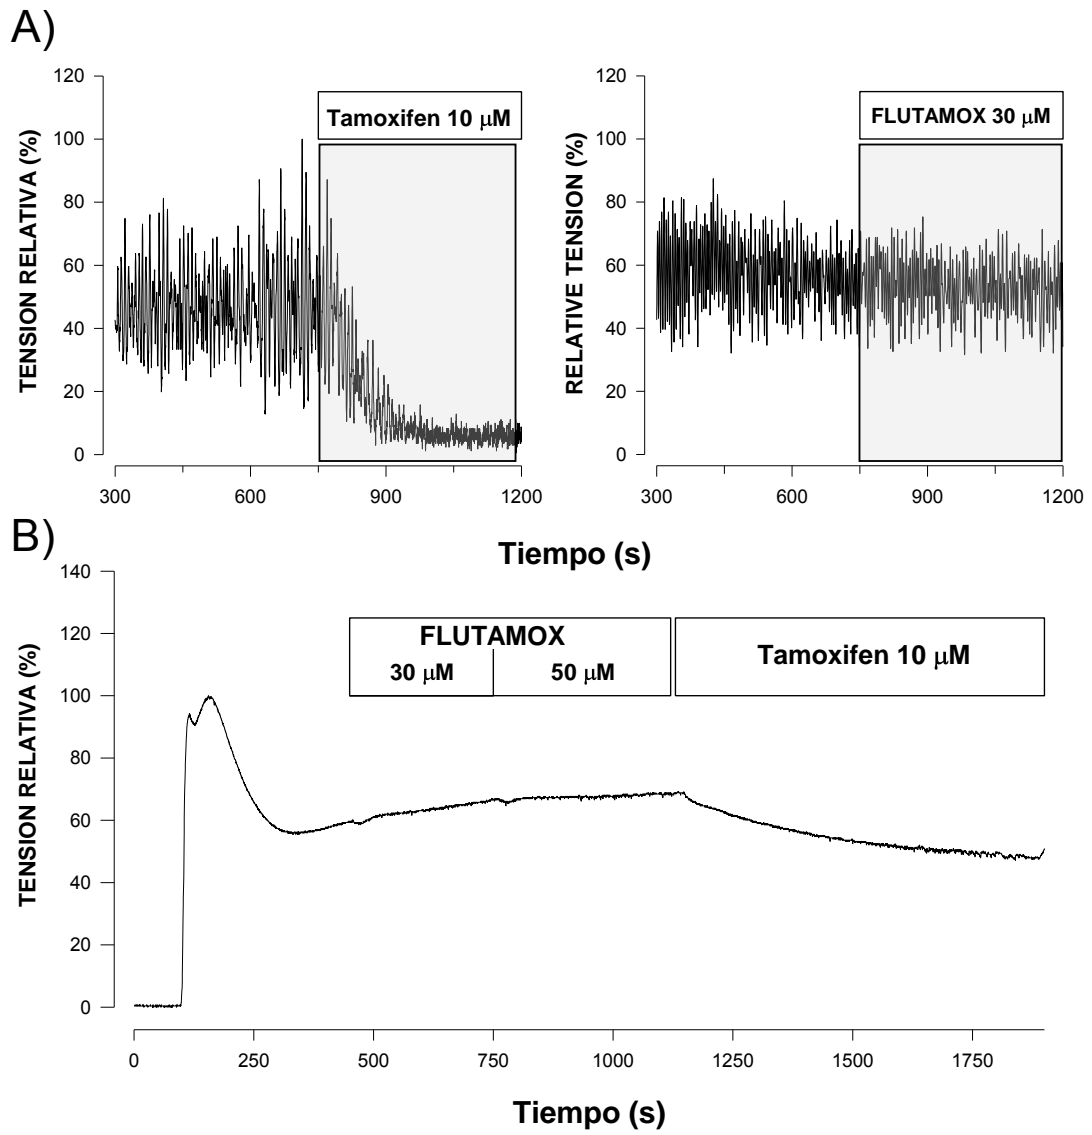 A)
TENSION RELATIVA (%)
120
100
80
60
40
20
0
Tamoxifen 10 μM
300
600
900
1200
RELATIVE TENSION (%)
120
100
80
60
40
20
0
FLUTAMOX 30 μM
300
600
900
1200
Tiempo (s)
B)
TENSION RELATIVA (%)
140
120
100
80
60
40
20
0
FLUTAMOX
30 μM
50 μM
Tamoxifen 10 μM
0
250
500
750
1000
1250
1500
1750
Tiempo (s)